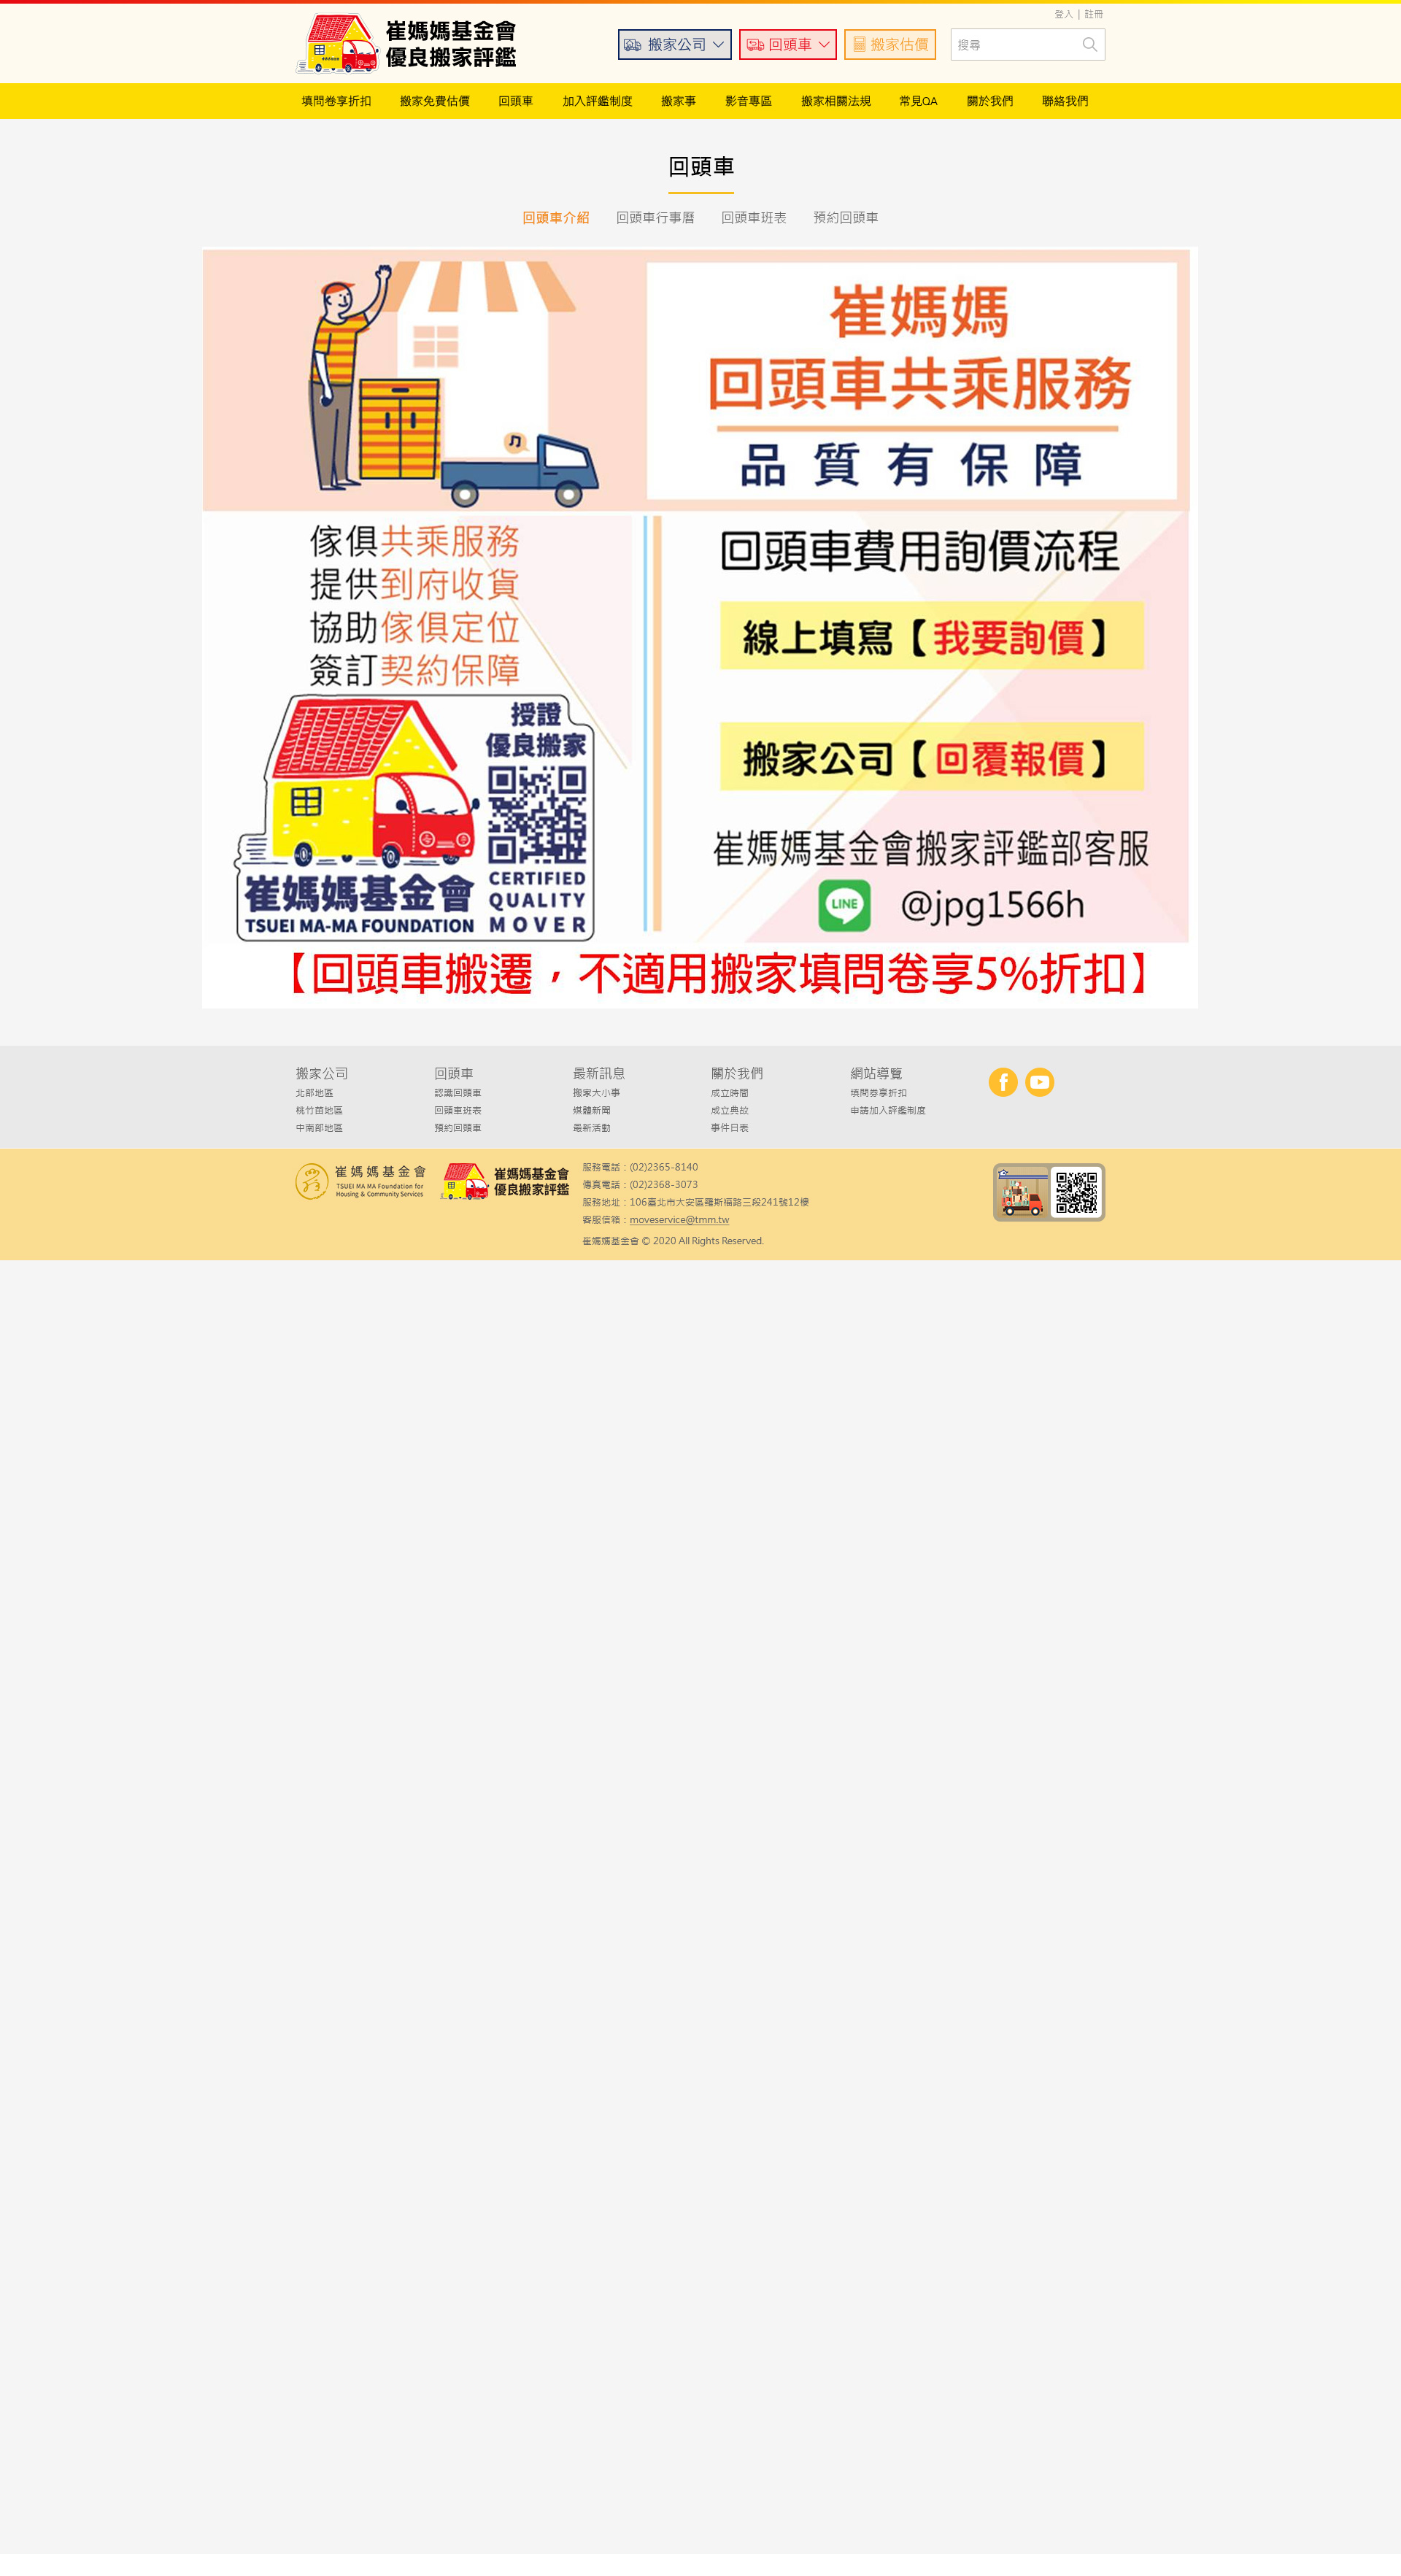 登入 | 註冊
崔媽媽基金會
優良搬家評鑑
搬家公司
回頭車
搬家估價
搜尋
填問卷享折扣 搬家免費估價 回頭車 加入評鑑制度 搬家事 影音專區 搬家相關法規 常見QA 關於我們 聯絡我們
回頭車
回頭車介紹 回頭車行事曆 回頭車班表 預約回頭車
崔媽媽
回頭車共乘服務
品質有保障
傢俱共乘服務
提供到府收貨
協助傢俱定位
簽訂契約保障
授證
優良搬家
崔媽媽基金會
TSUEI MA-MA FOUNDATION
CERTIFIED
QUALITY
MOVER
回頭車費用詢價流程
線上填寫【我要詢價】
搬家公司【回覆報價】
崔媽媽基金會搬家評鑑部客服
LINE
@jpg1566h
【回頭車搬遷，不適用搬家填問卷享5%折扣】
搬家公司
北部地區
桃竹苗地區
中南部地區
回頭車
認識回頭車
回頭車班表
預約回頭車
最新訊息
搬家大小事
媒體新聞
最新活動
關於我們
成立時間
成立典故
事件日表
網站導覽
填問券享折扣
申請加入評鑑制度
崔媽媽基金會
TSUEI MA MA Foundation for
Housing & Community Services
崔媽媽基金會
優良搬家評鑑
服務電話：(02)2365-8140
傳真電話：(02)2368-3073
服務地址：106臺北市大安區羅斯福路三段241號12樓
客服信箱：moveservice@tmm.tw
崔媽媽基金會 © 2020 All Rights Reserved.